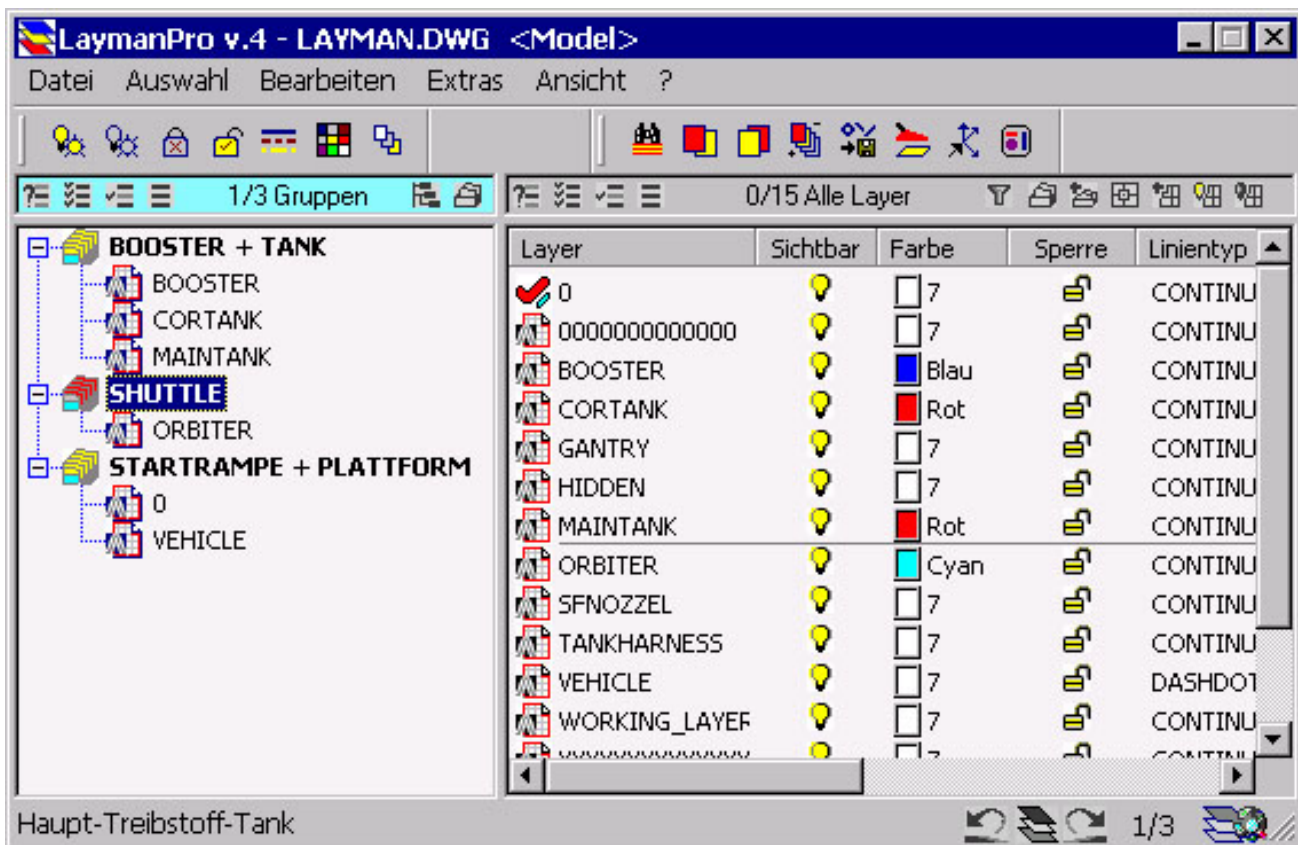 LaymanPro v.4 - LAYMAN.DWG <Model>
Datei Auswahl Bearbeiten Extras Ansicht ?
1/3 Gruppen
BOOSTER + TANK
BOOSTER
CORTANK
MAINTANK
SHUTTLE
ORBITER
STARTRAMPE + PLATTFORM
0
VEHICLE
0/15 Alle Layer
Layer Sichtbar Farbe Sperre Linientyp
0 7 CONTINU
0000000000000 7 CONTINU
BOOSTER Blau CONTINU
CORTANK Rot CONTINU
GANTRY 7 CONTINU
HIDDEN 7 CONTINU
MAINTANK Rot CONTINU
ORBITER Cyan CONTINU
SFNOZZEL 7 CONTINU
TANKHARNESS 7 CONTINU
VEHICLE 7 DASHDOT
WORKING_LAYER 7 CONTINU
Haupt-Treibstoff-Tank 1/3